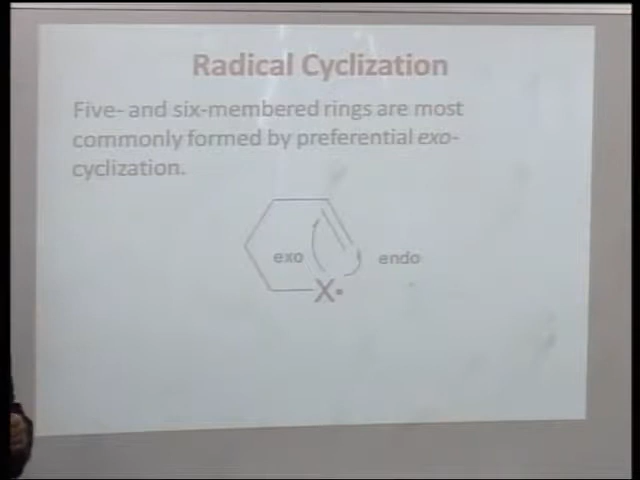 Radical Cyclization
Five- and six-membered rings are most
commonly formed by preferential exo-
cyclization.
exo
endo
X•